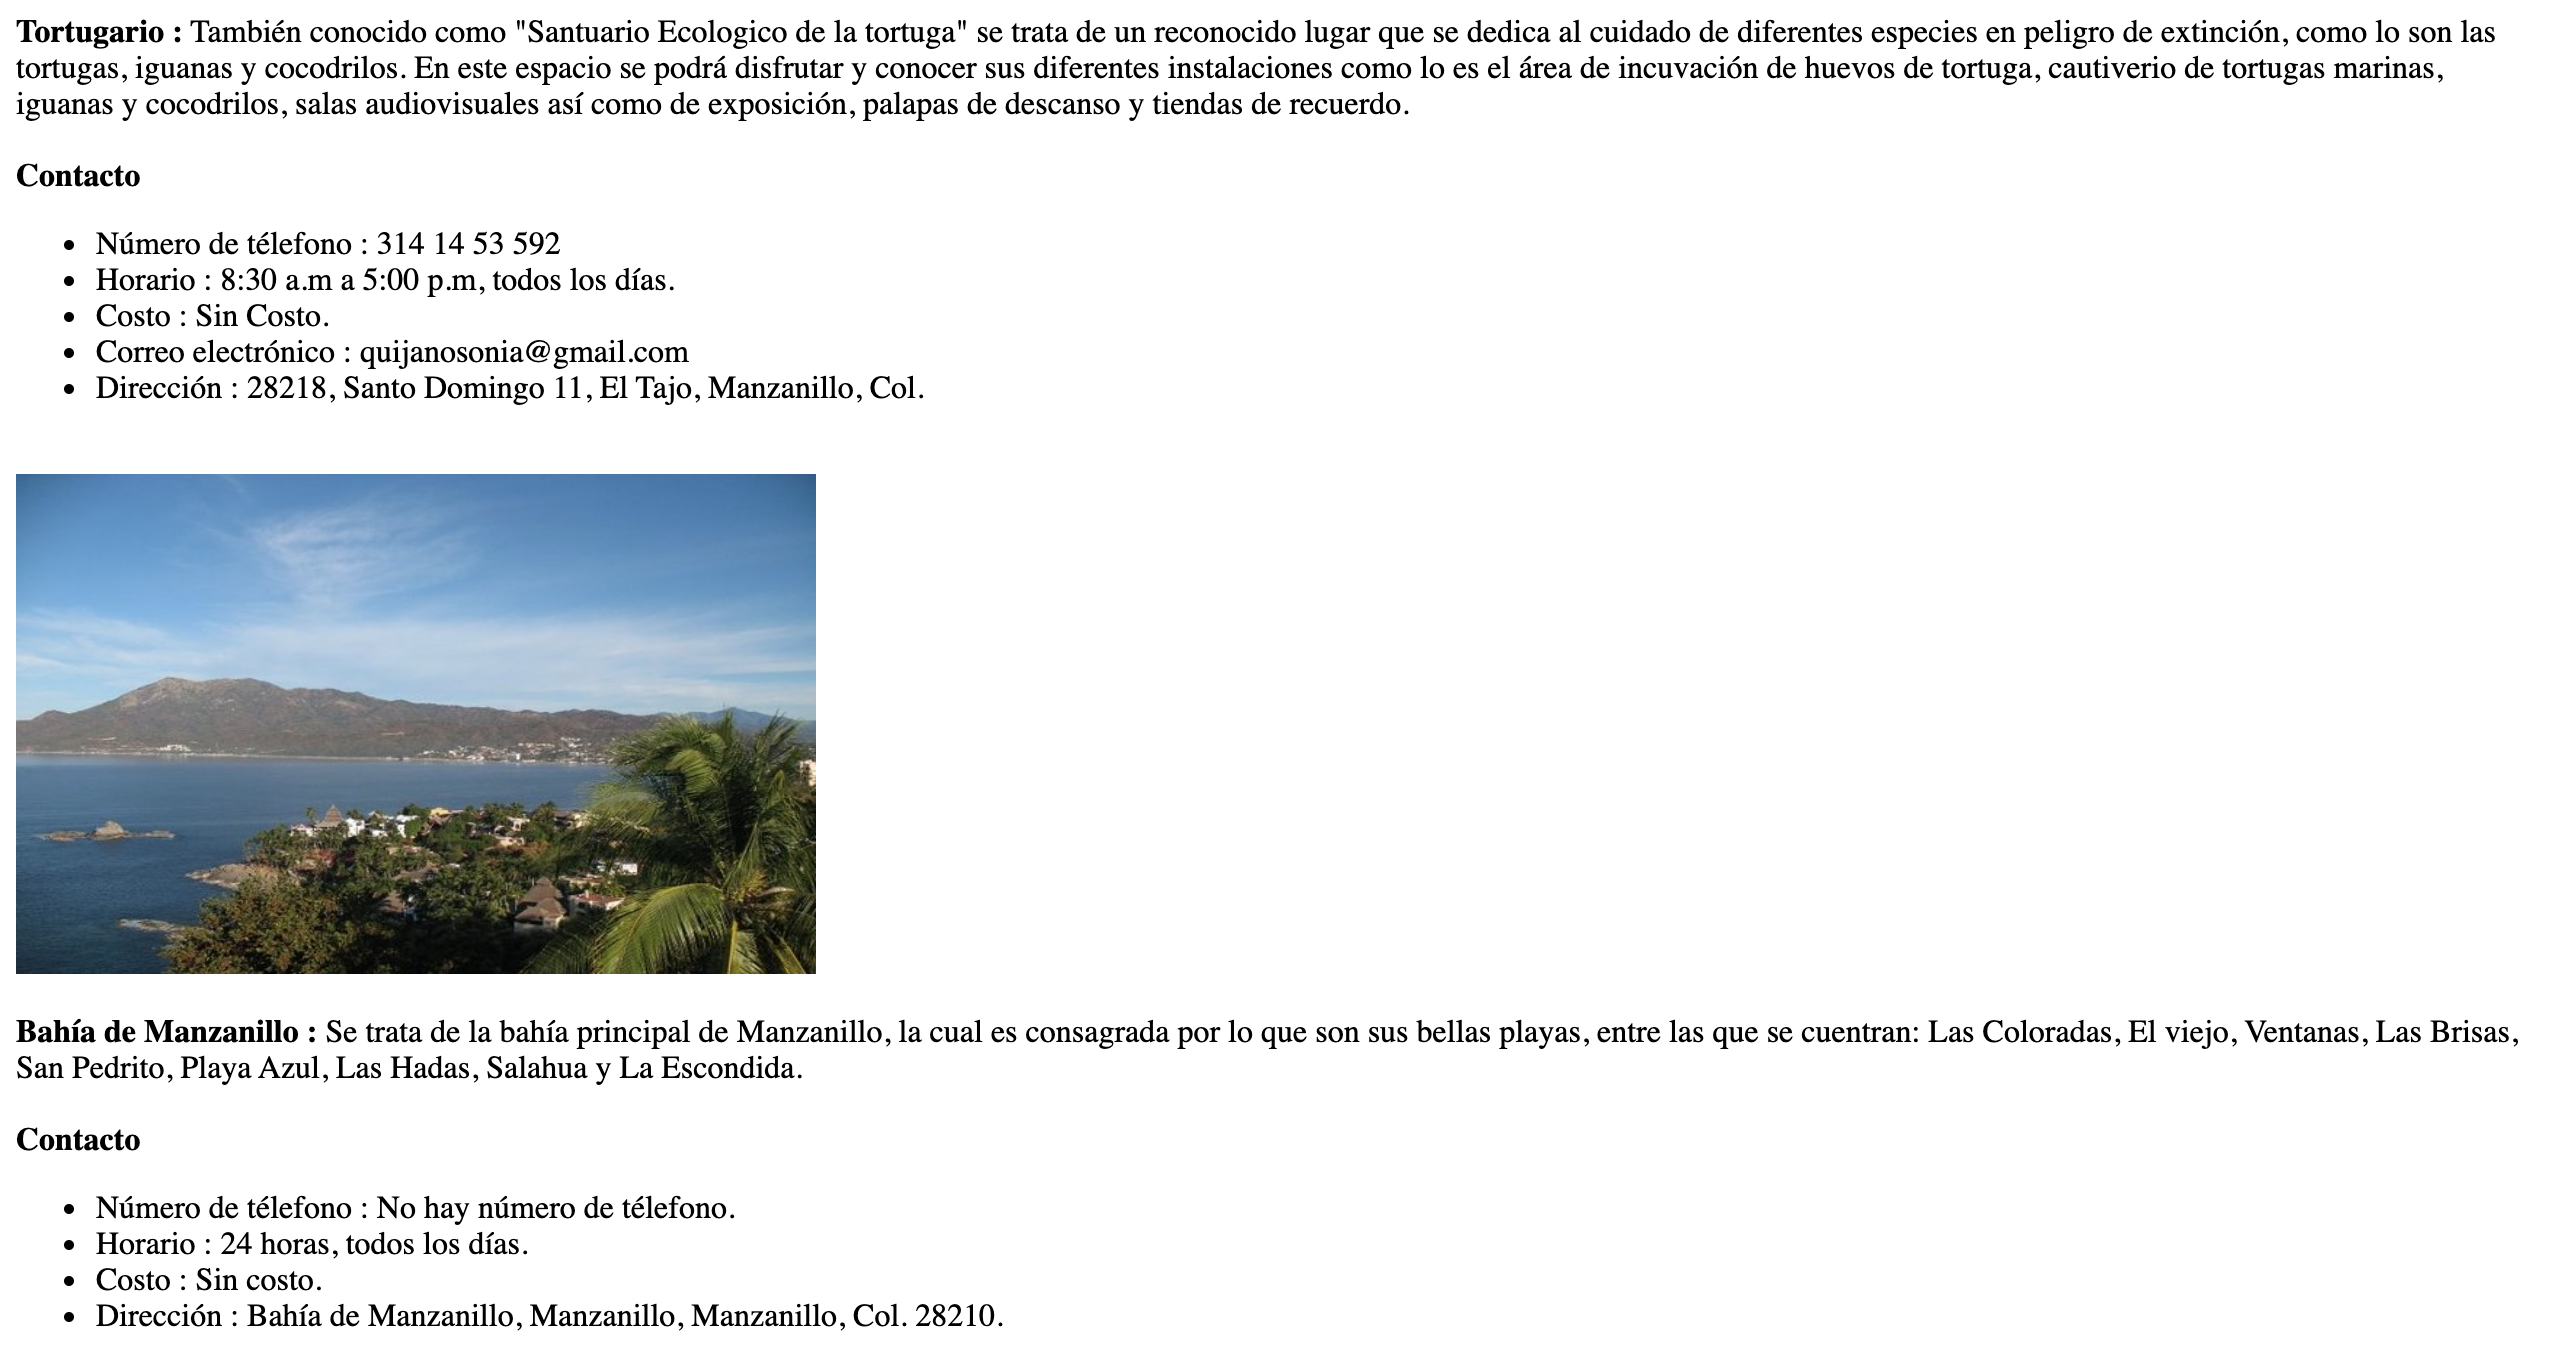 Tortugario : También conocido como "Santuario Ecologico de la tortuga" se trata de un reconocido lugar que se dedica al cuidado de diferentes especies en peligro de extinción, como lo son las
tortugas, iguanas y cocodrilos. En este espacio se podrá disfrutar y conocer sus diferentes instalaciones como lo es el área de incuvación de huevos de tortuga, cautiverio de tortugas marinas,
iguanas y cocodrilos, salas audiovisuales así como de exposición, palapas de descanso y tiendas de recuerdo.
Contacto
• Número de télefono : 314 14 53 592
• Horario : 8:30 a.m a 5:00 p.m, todos los días.
• Costo : Sin Costo.
• Correo electrónico : quijanosonia@gmail.com
• Dirección : 28218, Santo Domingo 11, El Tajo, Manzanillo, Col.
Bahía de Manzanillo : Se trata de la bahía principal de Manzanillo, la cual es consagrada por lo que son sus bellas playas, entre las que se cuentran: Las Coloradas, El viejo, Ventanas, Las Brisas,
San Pedrito, Playa Azul, Las Hadas, Salahua y La Escondida.
Contacto
• Número de télefono : No hay número de télefono.
• Horario : 24 horas, todos los días.
• Costo : Sin costo.
• Dirección : Bahía de Manzanillo, Manzanillo, Manzanillo, Col. 28210.